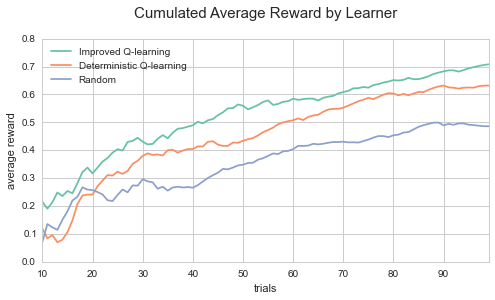 Cumulated Average Reward by Learner
0.8
0.7
0.6
0.5
0.4
0.3
0.2
0.1
0.0
average reward
Improved Q-learning
Deterministic Q-learning
Random
10 20 30 40 50 60 70 80 90
trials